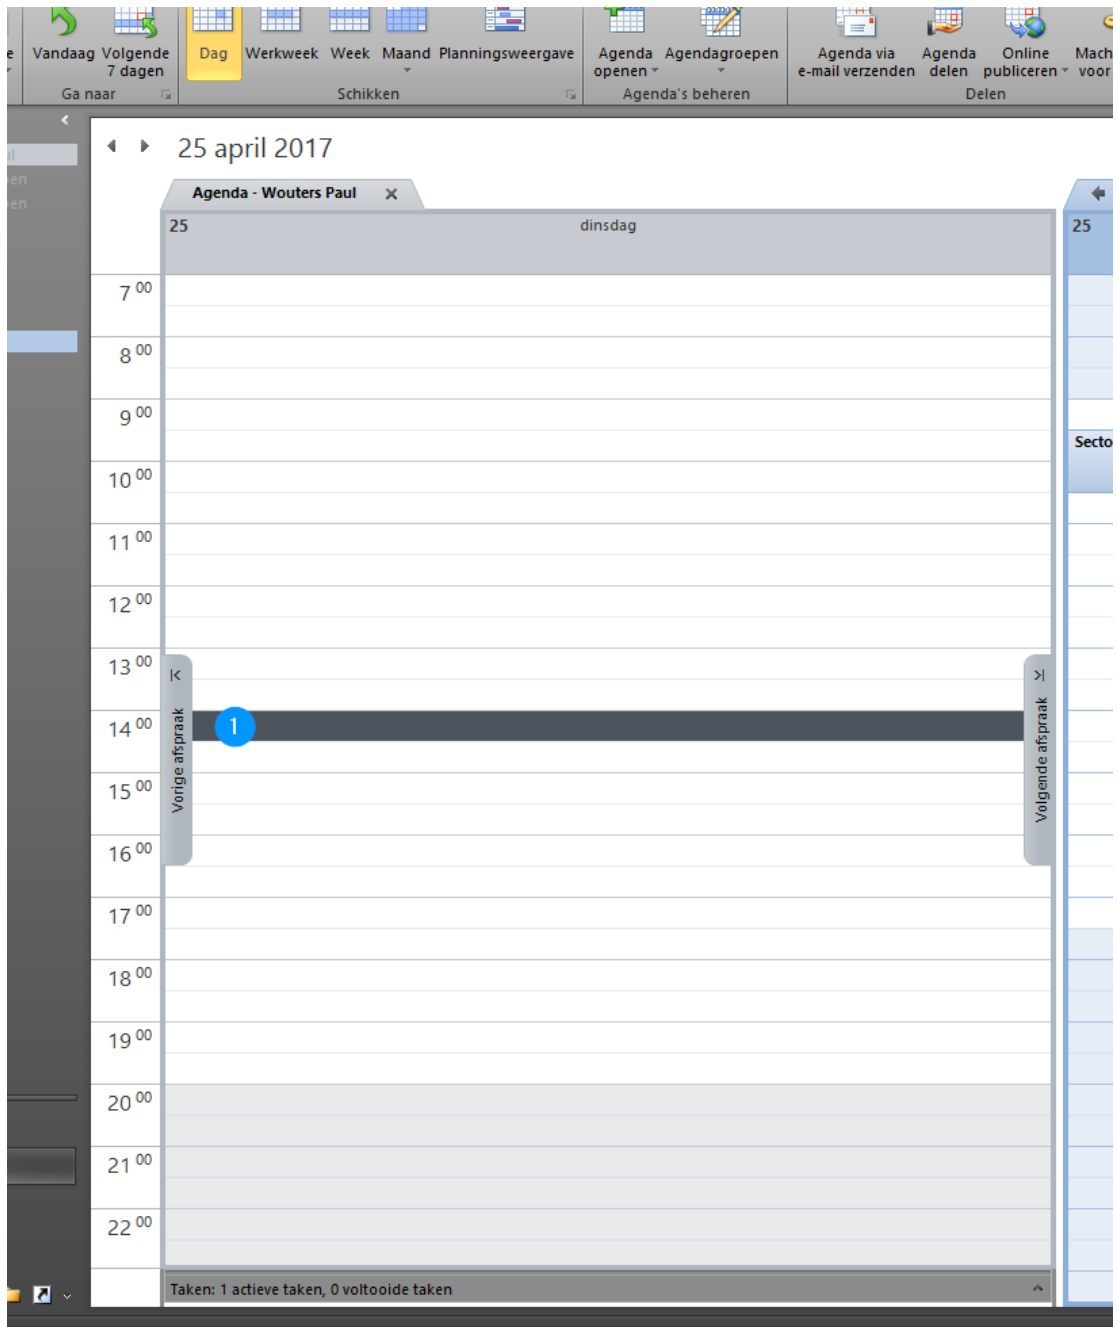 e Vandaag Volgende 7 dagen
Dag Werkweek Week Maand Planningsweergave
Agenda openen Agendagroepen
Agenda via e-mail verzenden Agenda delen Online publiceren Mach voor
Ga naar Schikken Agenda's beheren Delen
25 april 2017
Agenda - Wouters Paul
25 dinsdag 25
7 00
8 00
9 00
Secto
10 00
11 00
12 00
13 00
14 00 1
15 00
16 00
Vorige afspraak
Volgende afspraak
17 00
18 00
19 00
20 00
21 00
22 00
Taken: 1 actieve taken, 0 voltooide taken